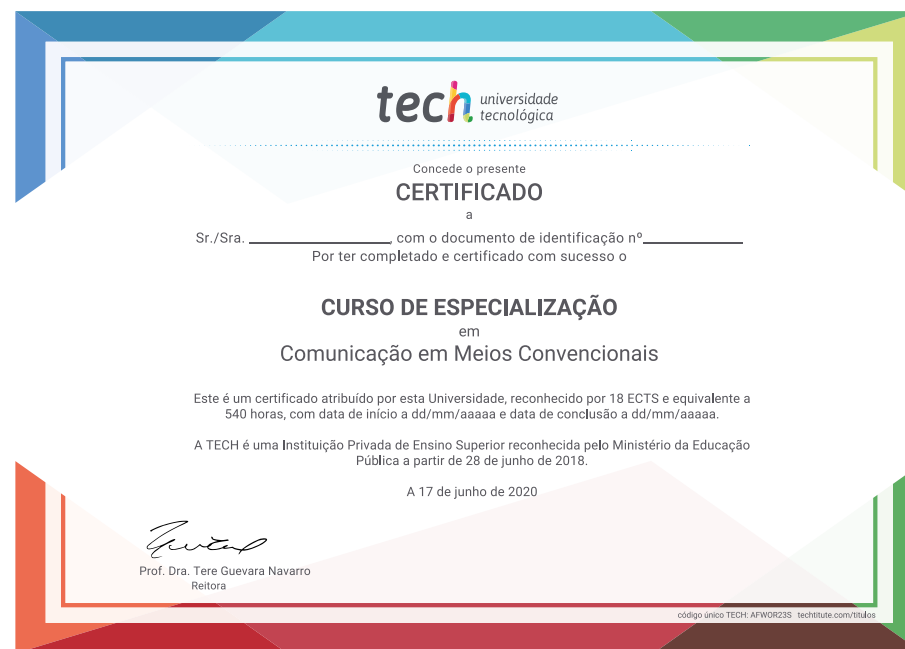 tech universidade
tecnológica
Concede o presente
CERTIFICADO
a
Sr./Sra. , com o documento de identificação nº
Por ter completado e certificado com sucesso o
CURSO DE ESPECIALIZAÇÃO
em
Comunicação em Meios Convencionais
Este é um certificado atribuído por esta Universidade, reconhecido por 18 ECTS e equivalente a
540 horas, com data de início a dd/mm/aaaaa e data de conclusão a dd/mm/aaaaa.
A TECH é uma Instituição Privada de Ensino Superior reconhecida pelo Ministério da Educação
Pública a partir de 28 de junho de 2018.
A 17 de junho de 2020
Prof. Dra. Tere Guevara Navarro
Reitora
código único TECH: AFWOR23S techtitute.com/titulos